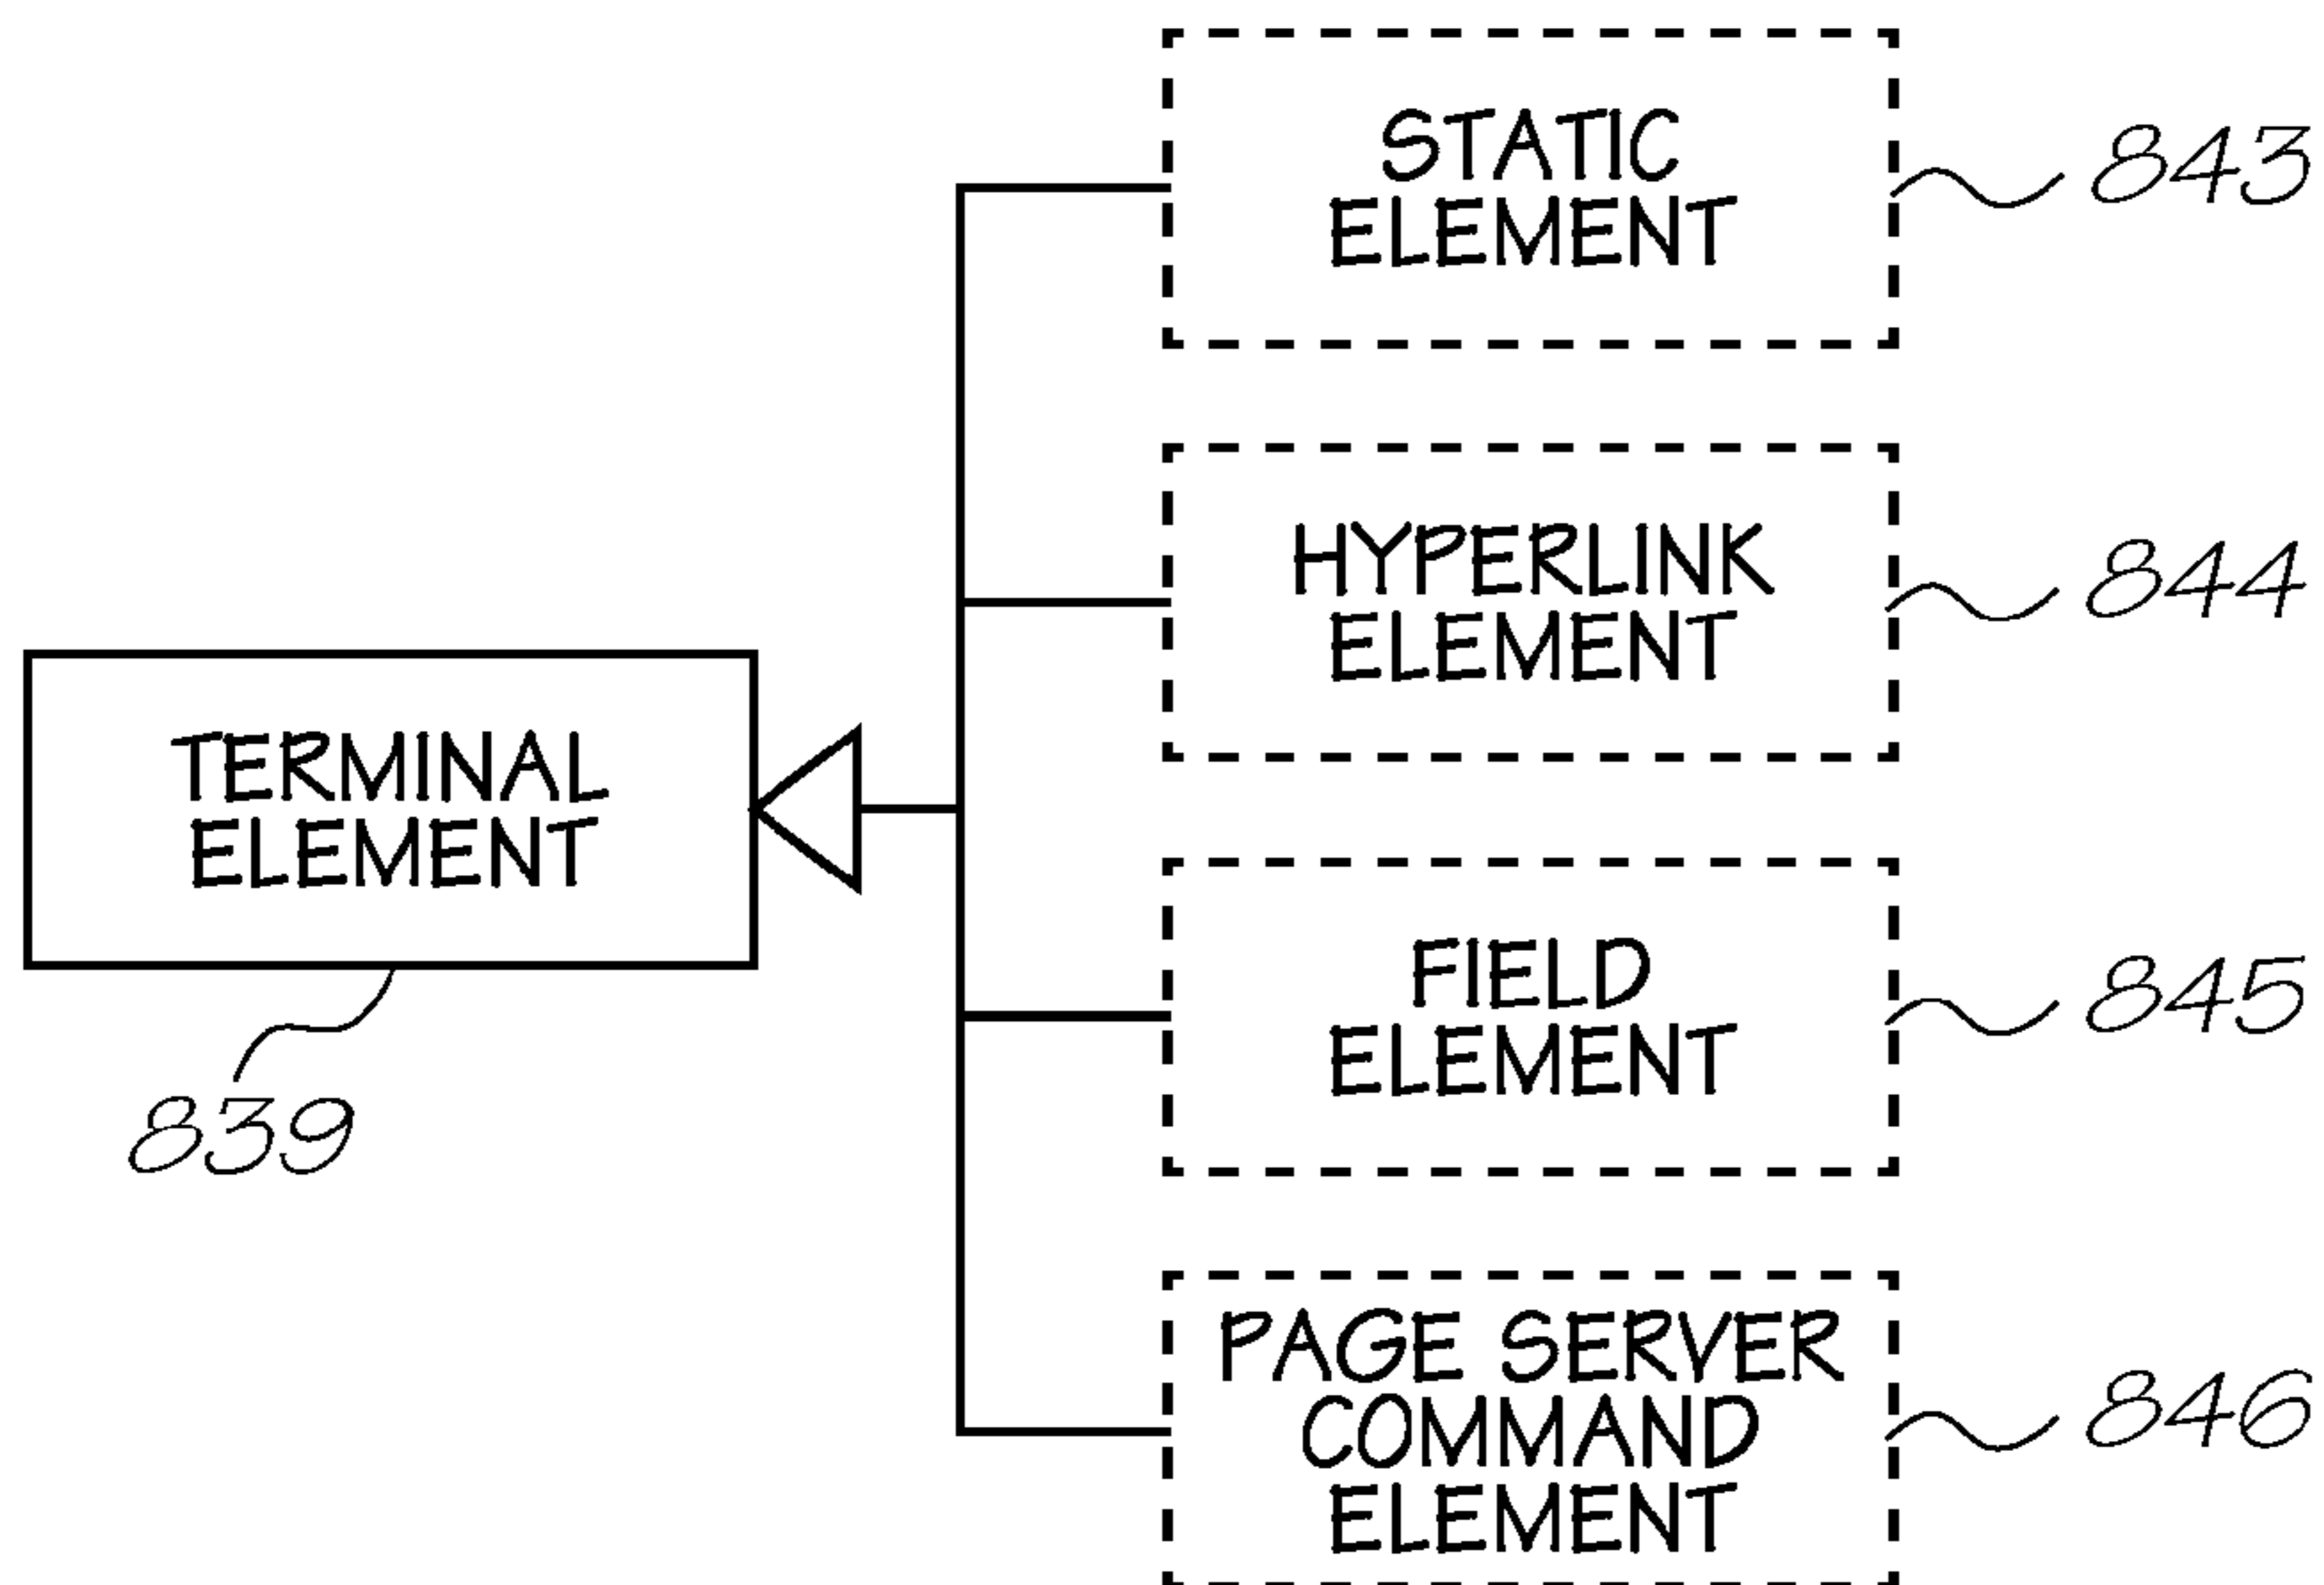 STATIC
ELEMENT
843
HYPERLINK
ELEMENT
844
TERMINAL
ELEMENT
839
FIELD
ELEMENT
845
PAGE SERVER
COMMAND
ELEMENT
846